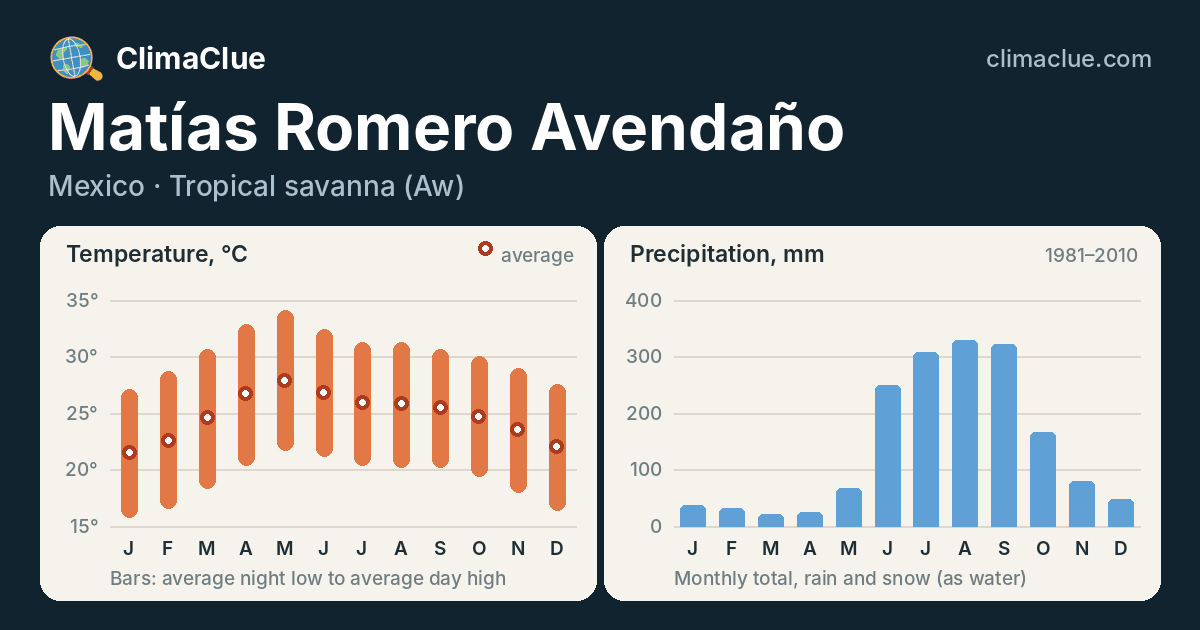 ClimaClue
climaclue.com
Matías Romero Avendaño
Mexico · Tropical savanna (Aw)
Temperature, °C
average
35°
30°
25°
20°
15°
J F M A M J J A S O N D
Bars: average night low to average day high
Precipitation, mm
1981–2010
400
300
200
100
0
J F M A M J J A S O N D
Monthly total, rain and snow (as water)